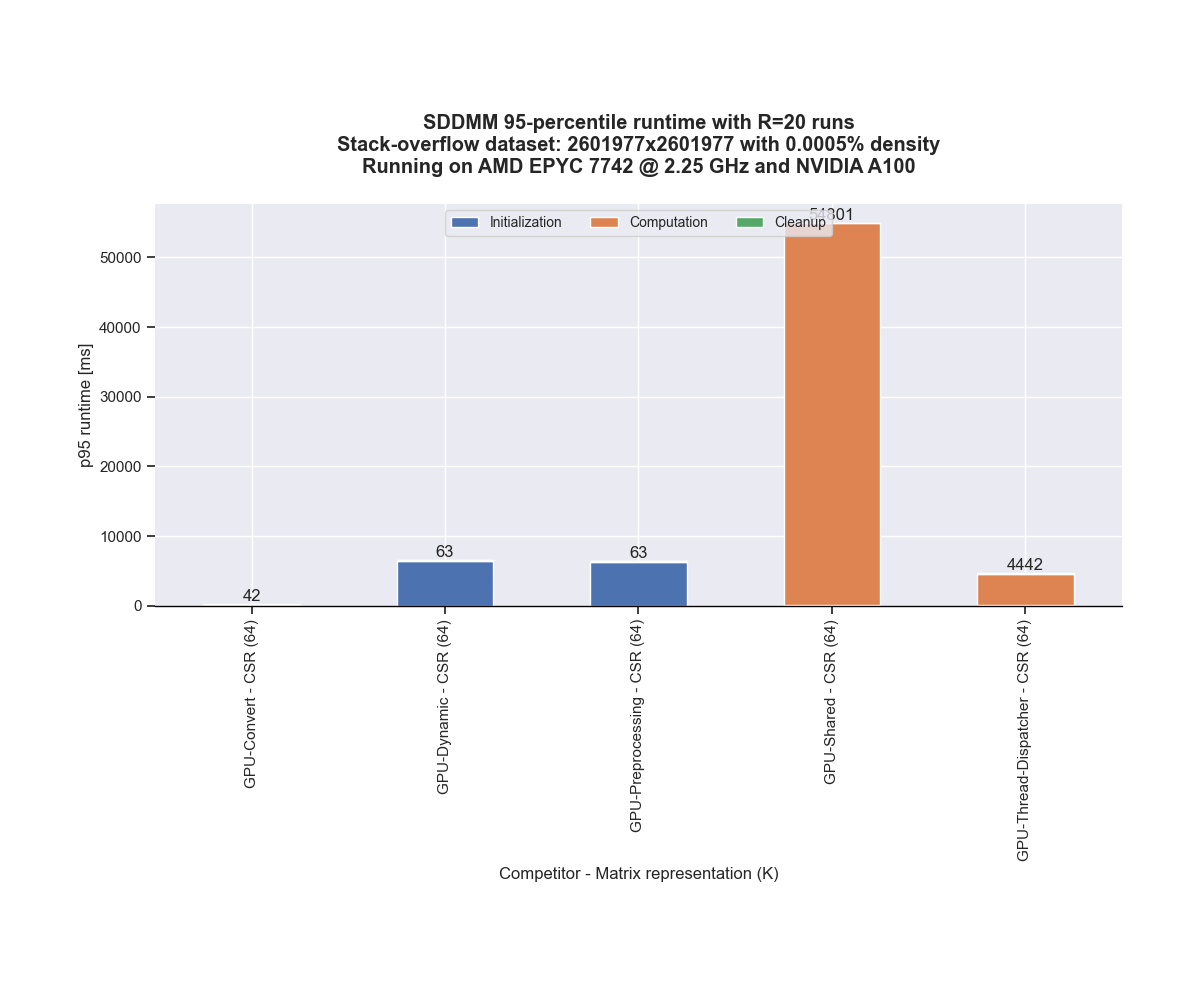 SDDMM 95-percentile runtime with R=20 runs
Stack-overflow dataset: 2601977x2601977 with 0.0005% density
Running on AMD EPYC 7742 @ 2.25 GHz and NVIDIA A100
Initialization
Computation
Cleanup
54801
50000
40000
30000
20000
10000
0
p95 runtime [ms]
42
63
63
4442
GPU-Convert - CSR (64)
GPU-Dynamic - CSR (64)
GPU-Preprocessing - CSR (64)
GPU-Shared - CSR (64)
GPU-Thread-Dispatcher - CSR (64)
Competitor - Matrix representation (K)